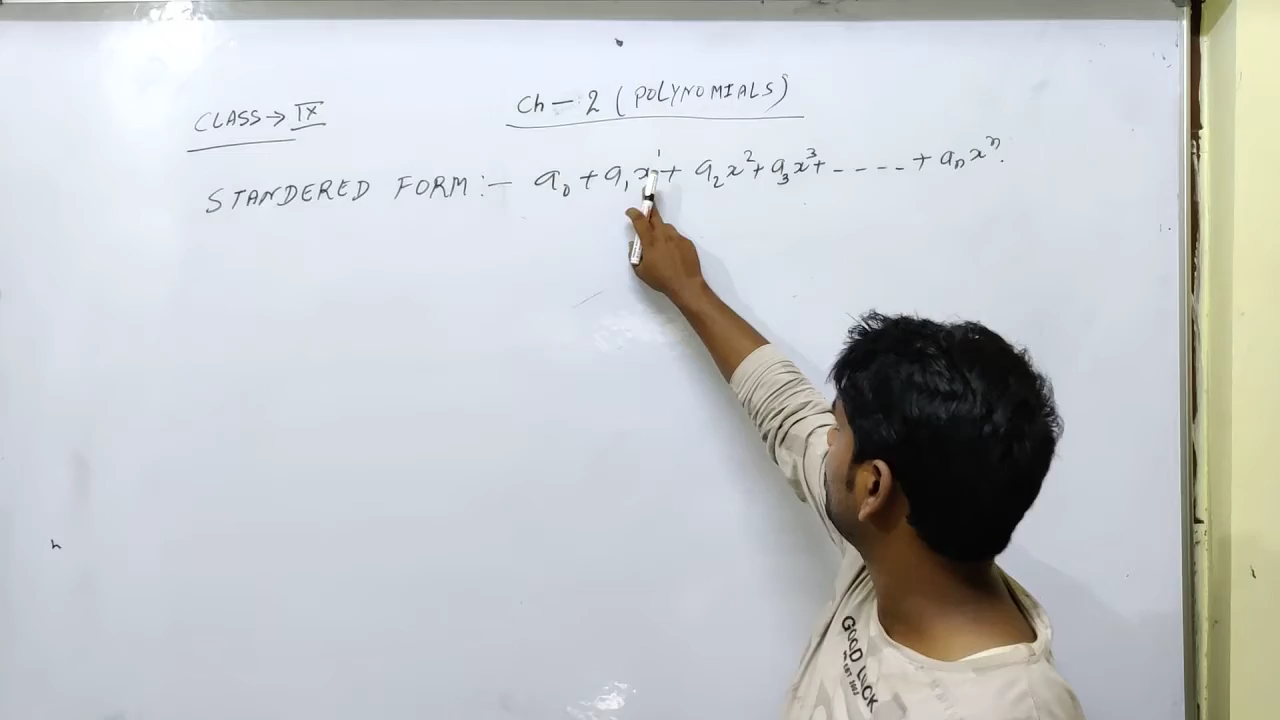 CLASS → IX
Ch - 2 (POLYNOMIALS)
STANDERED FORM :- a₀ + a₁x¹ + a₂x² + a₃x³ + - - - - + aₙxⁿ.
GOOD LUCK